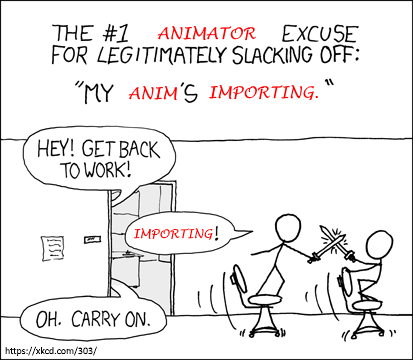 THE #1 ANIMATOR EXCUSE
FOR LEGITIMATELY SLACKING OFF:
"MY ANIM'S IMPORTING."
HEY! GET BACK
TO WORK!
IMPORTING!
OH. CARRY ON.
https://xkcd.com/303/